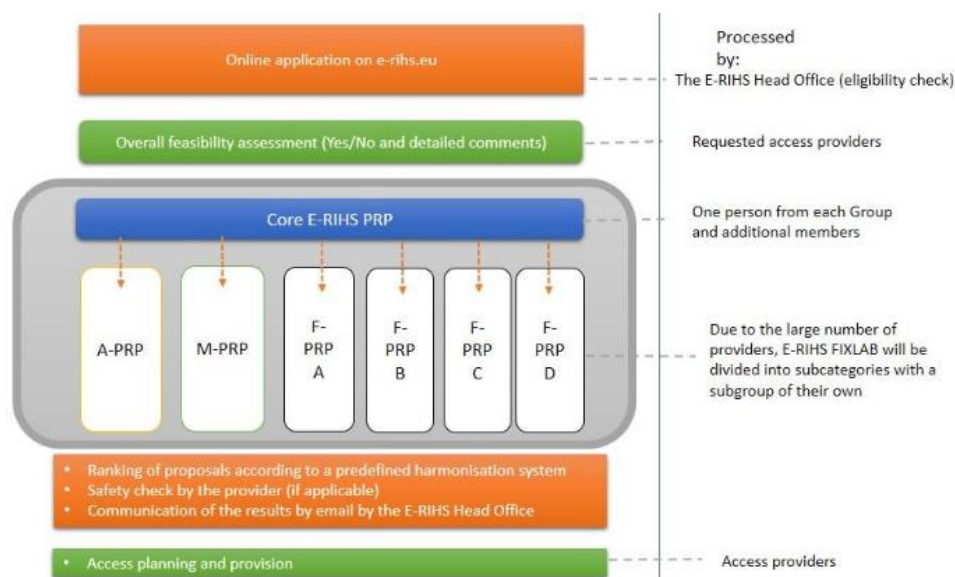 Processed
by:
Online application on e-rihs.eu
The E-RIHS Head Office (eligibility check)
Overall feasibility assessment (Yes/No and detailed comments)
Requested access providers
Core E-RIHS PRP
One person from each Group
and additional members
A-PRP
M-PRP
F-
PRP
A
F-
PRP
B
F-
PRP
C
F-
PRP
D
Due to the large number of
providers, E-RIHS FIXLAB will be
divided into subcategories with a
subgroup of their own
• Ranking of proposals according to a predefined harmonisation system
• Safety check by the provider (if applicable)
• Communication of the results by email by the E-RIHS Head Office
• Access planning and provision
Access providers